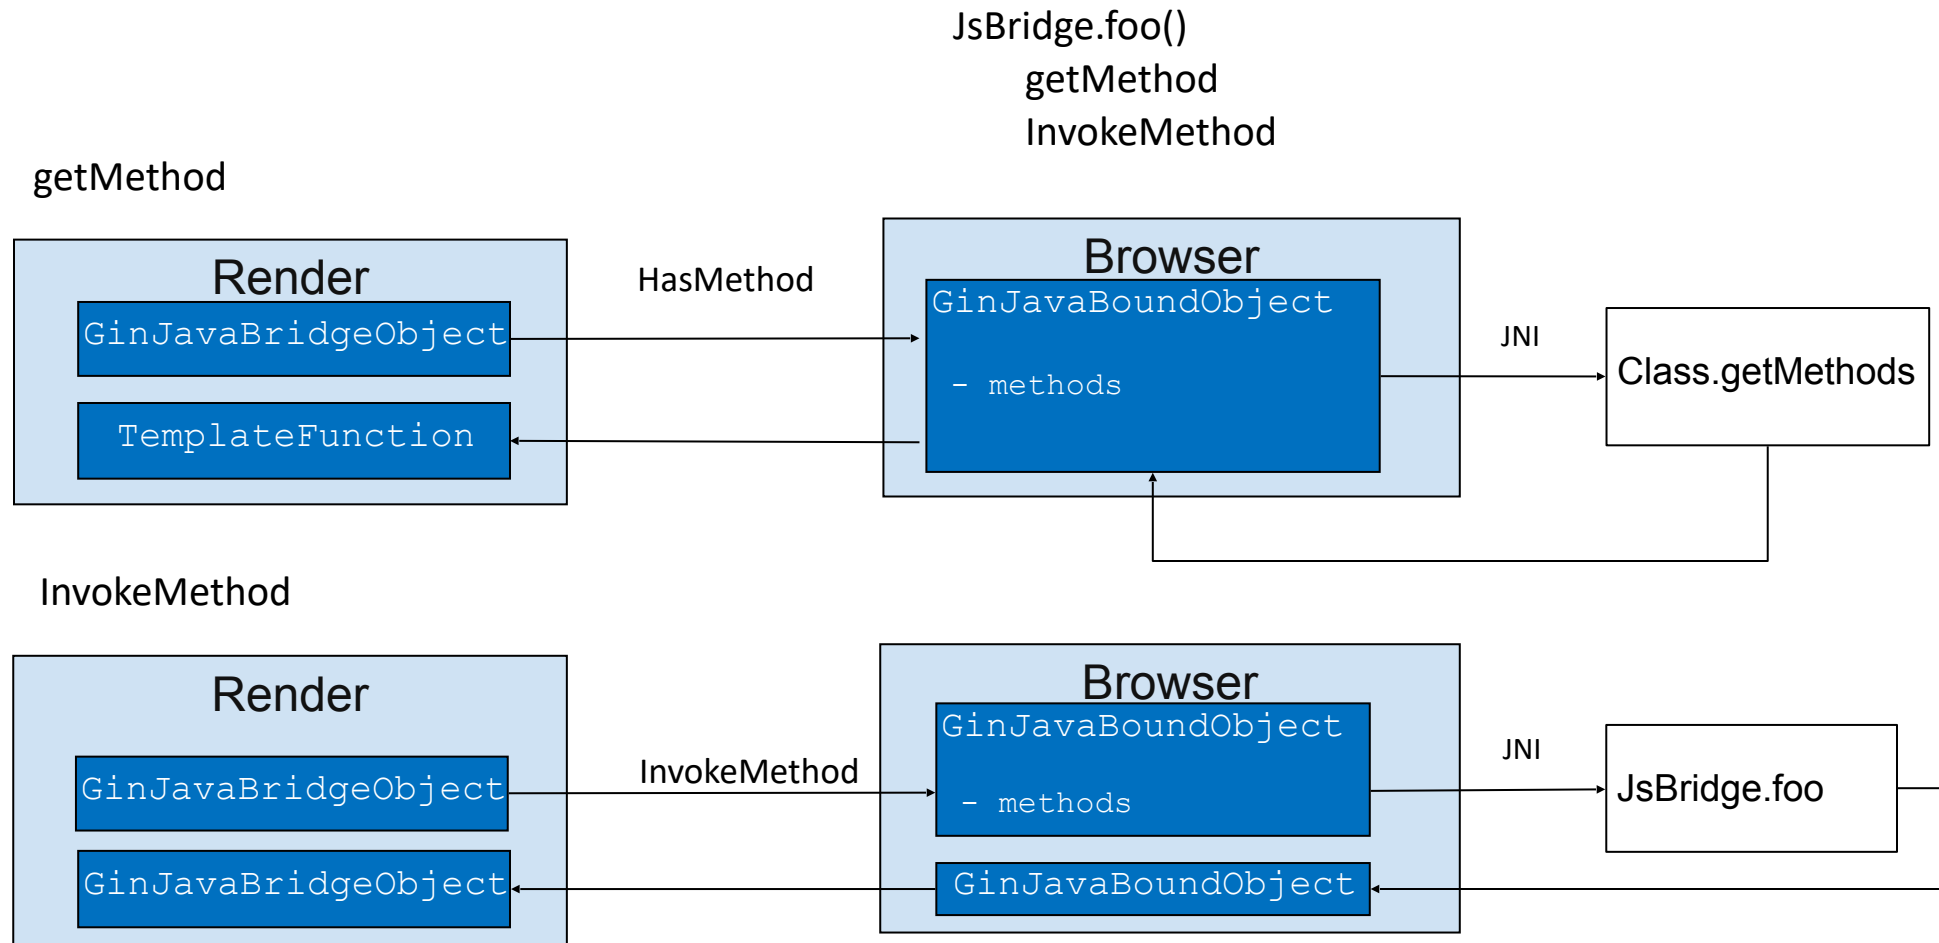 JsBridge.foo()
getMethod
InvokeMethod
getMethod
Render
GinJavaBridgeObject
TemplateFunction
HasMethod
Browser
GinJavaBoundObject
- methods
JNI
Class.getMethods
InvokeMethod
Render
GinJavaBridgeObject
GinJavaBridgeObject
InvokeMethod
Browser
GinJavaBoundObject
- methods
GinJavaBoundObject
JNI
JsBridge.foo